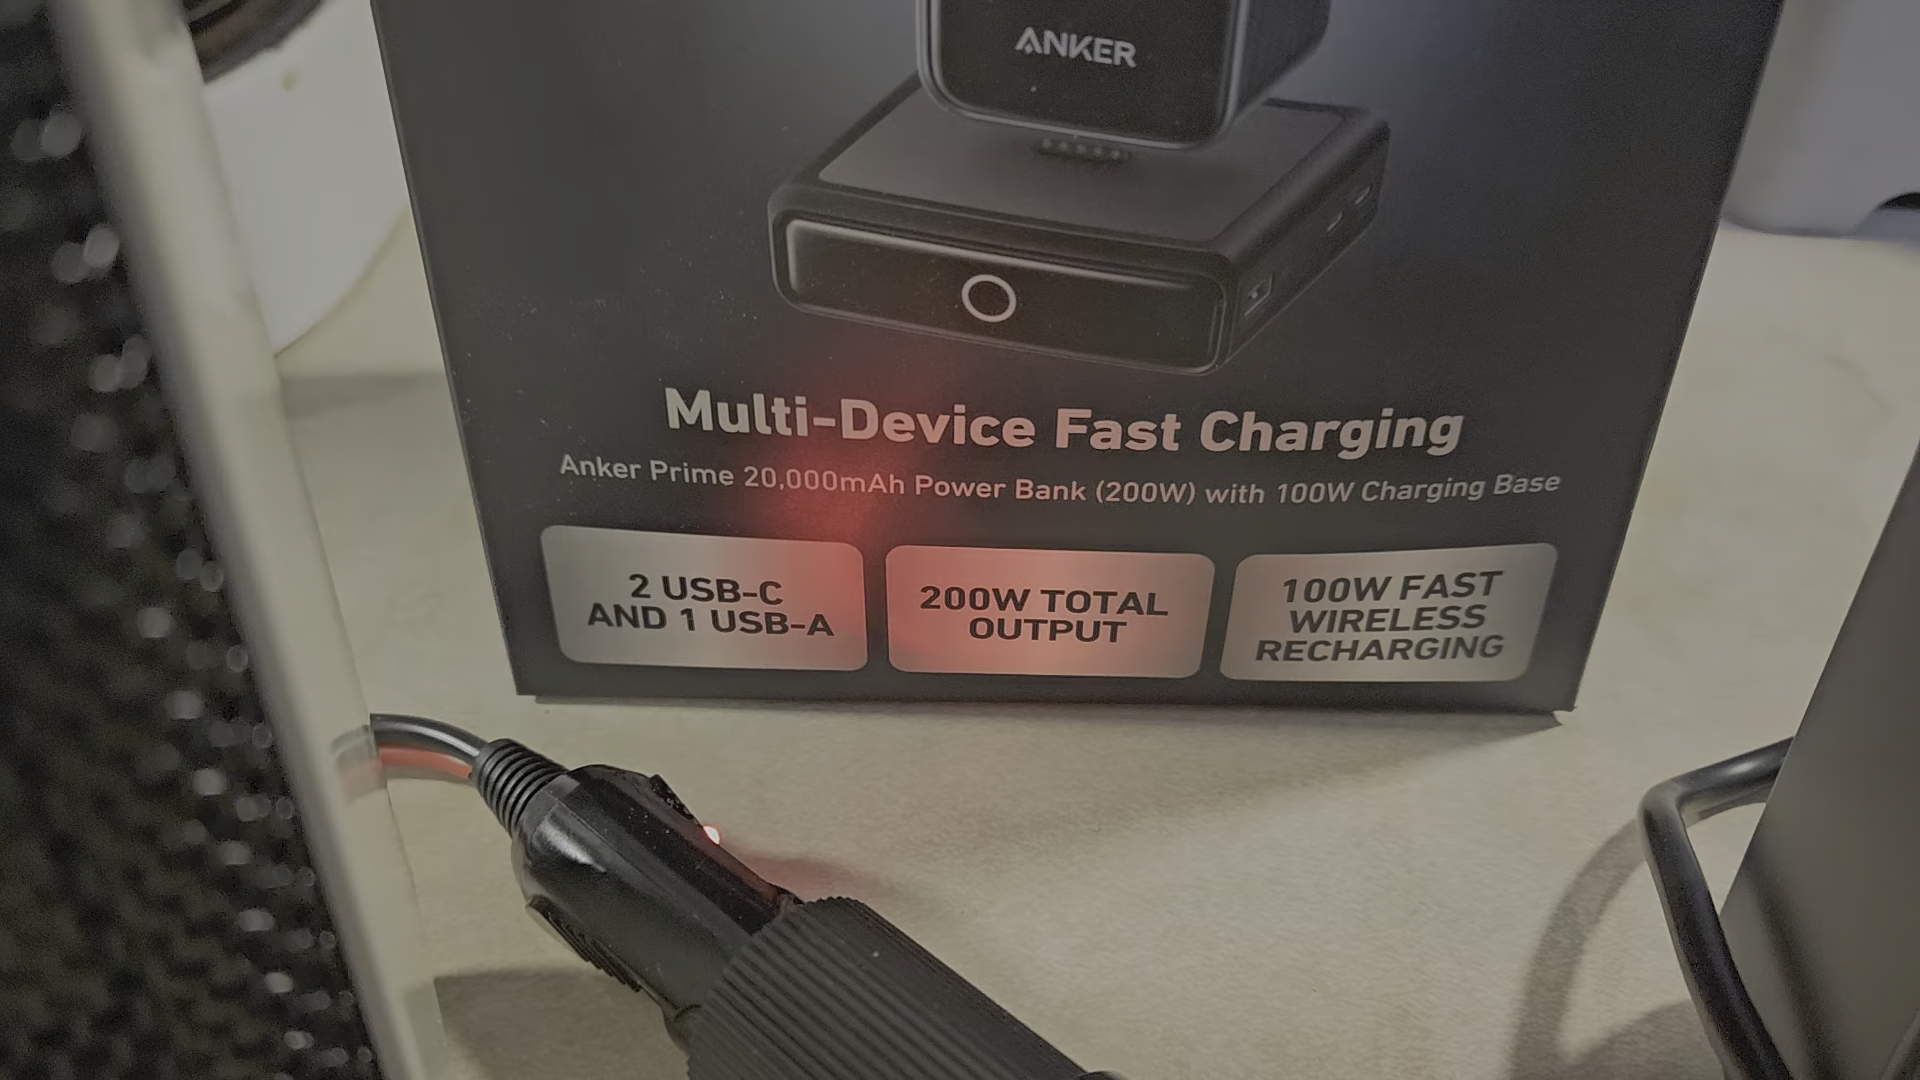 ANKER
Multi-Device Fast Charging
Anker Prime 20,000mAh Power Bank (200W) with 100W Charging Base
2 USB-C
AND 1 USB-A
200W TOTAL
OUTPUT
100W FAST
WIRELESS
RECHARGING